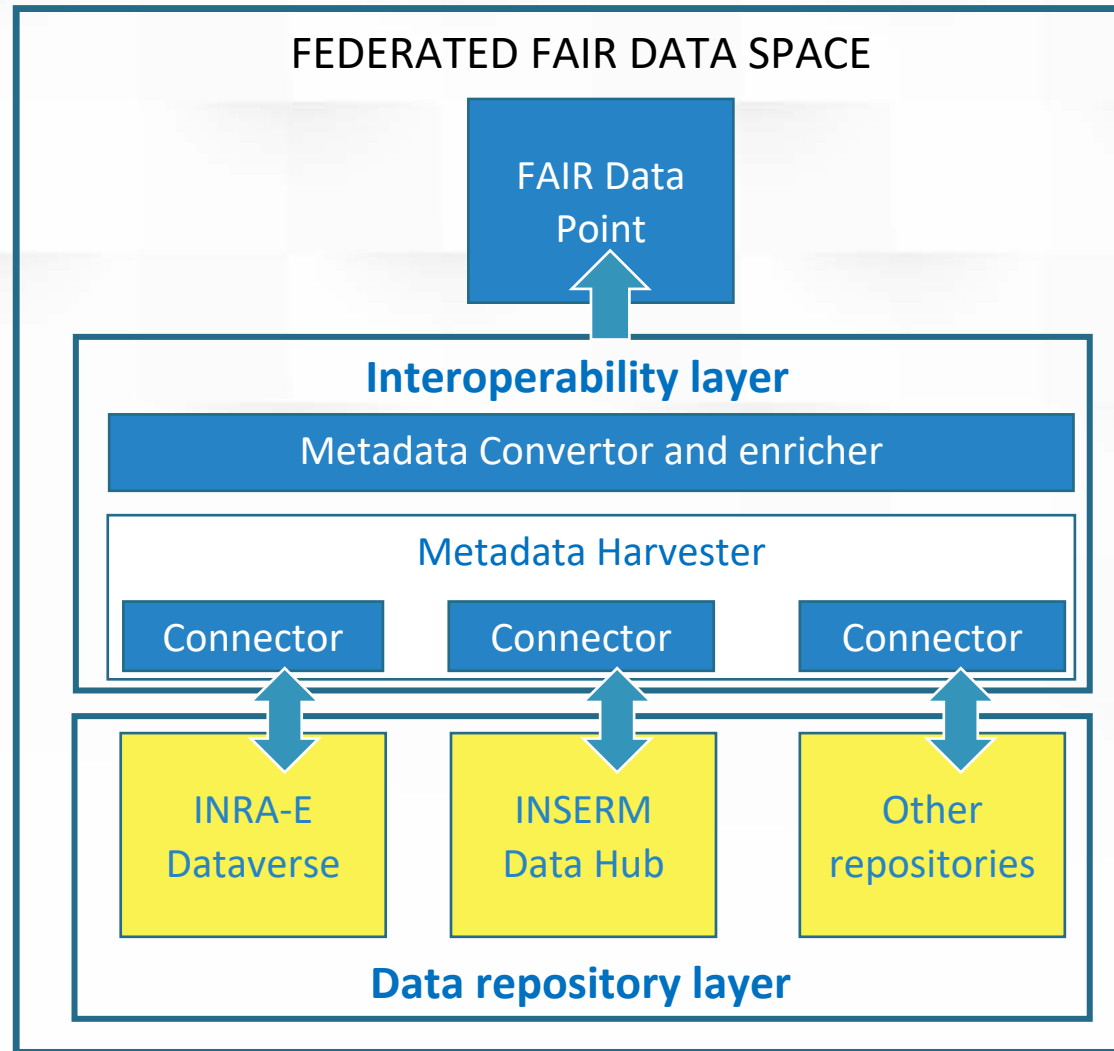 FEDERATED FAIR DATA SPACE
FAIR Data
Point
Interoperability layer
Metadata Convertor and enricher
Metadata Harvester
Connector
Connector
Connector
INRA-E
Dataverse
INSERM
Data Hub
Other
repositories
Data repository layer